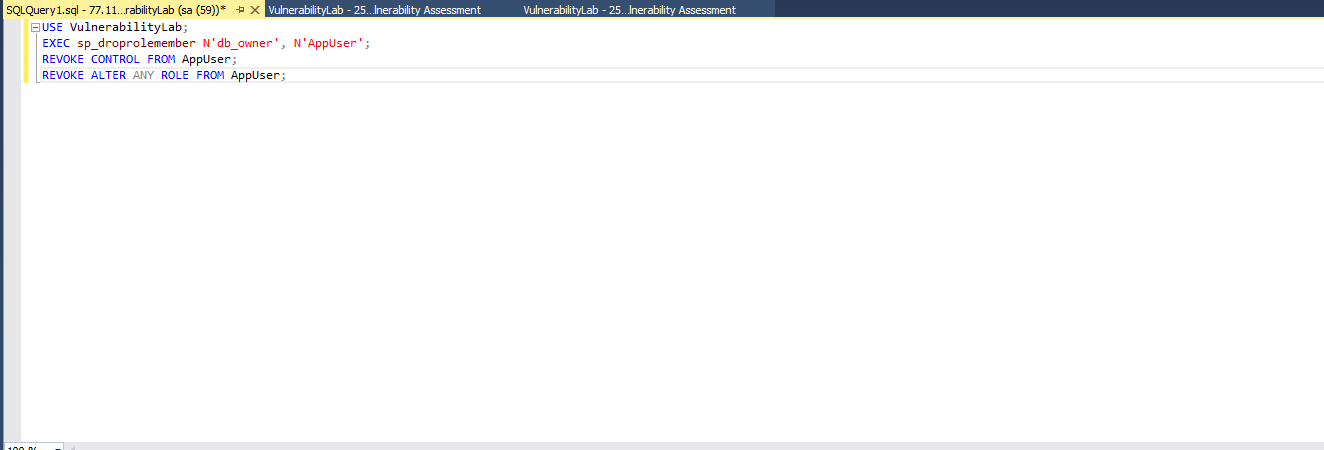 SQLQuery1.sql - 77.11...rabilityLab (sa (59))* VulnerabilityLab - 25...lnerability Assessment VulnerabilityLab - 25...lnerability Assessment
USE VulnerabilityLab;
EXEC sp_droprolemember N'db_owner', N'AppUser';
REVOKE CONTROL FROM AppUser;
REVOKE ALTER ANY ROLE FROM AppUser;
100 %